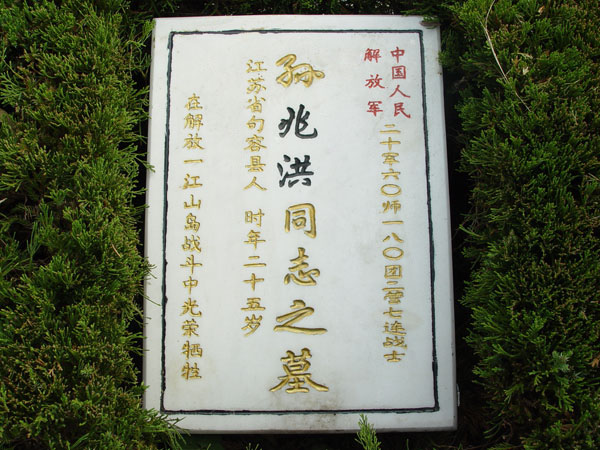 中国人民
解放军
二十军六〇师一八〇团二营七连战士
孙兆洪同志之墓
江苏省句容县人 时年二十五岁
在解放一江山岛战斗中光荣牺牲